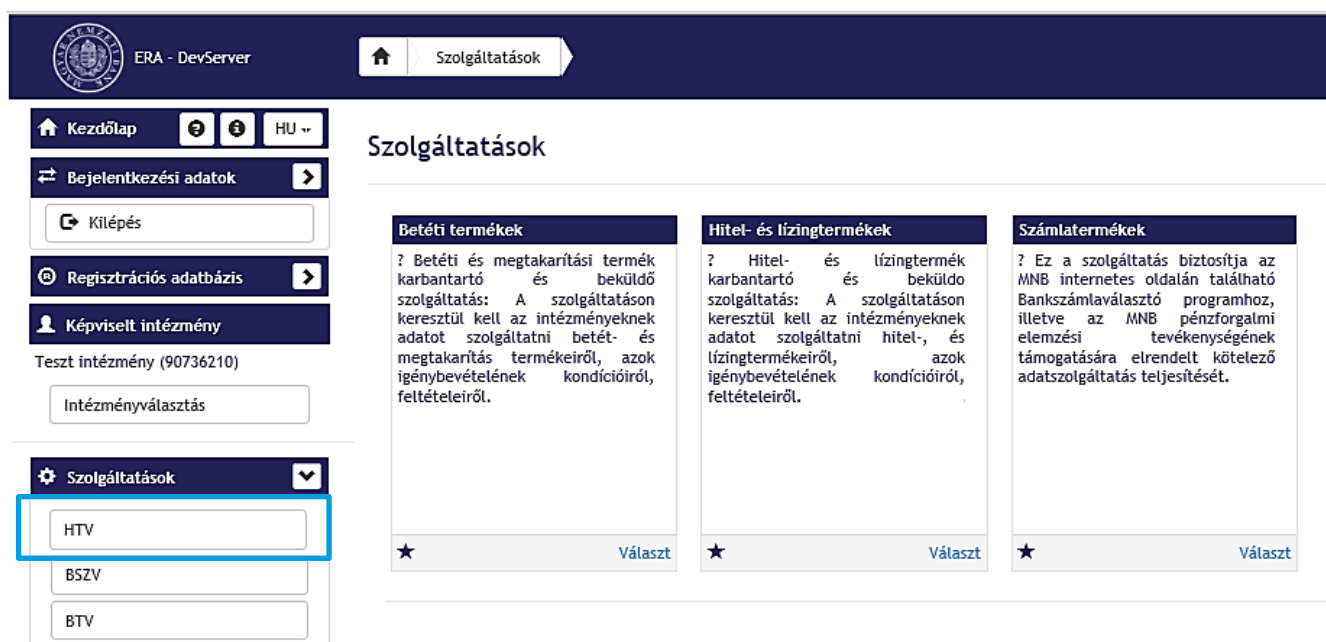 MAGYAR NEMZETI BANK
ERA - DevServer
Szolgáltatások
Kezdőlap
HU
Bejelentkezési adatok
Kilépés
Regisztrációs adatbázis
Képviselt intézmény
Teszt intézmény (90736210)
Intézményválasztás
Szolgáltatások
HTV
BSZV
BTV
Szolgáltatások
Betéti termékek
? Betéti és megtakarítási termék
karbantartó és beküldő
szolgáltatás: A szolgáltatáson
keresztül kell az intézményeknek
adatot szolgáltatni betét- és
megtakarítás termékeiről, azok
igénybevételének kondícióiról,
feltételeiről.
Választ
Hitel- és lízingtermékek
? Hitel- és lízingtermék
karbantartó és beküldo
szolgáltatás: A szolgáltatáson
keresztül kell az intézményeknek
adatot szolgáltatni hitel-, és
lízingtermékeiről, azok
igénybevételének kondícióiról,
feltételeiről.
Választ
Számlatermékek
? Ez a szolgáltatás biztosítja az
MNB internetes oldalán található
Bankszámlaválasztó programhoz,
illetve az MNB pénzforgalmi
elemzési tevékenységének
támogatására elrendelt kötelező
adatszolgáltatás teljesítését.
Választ